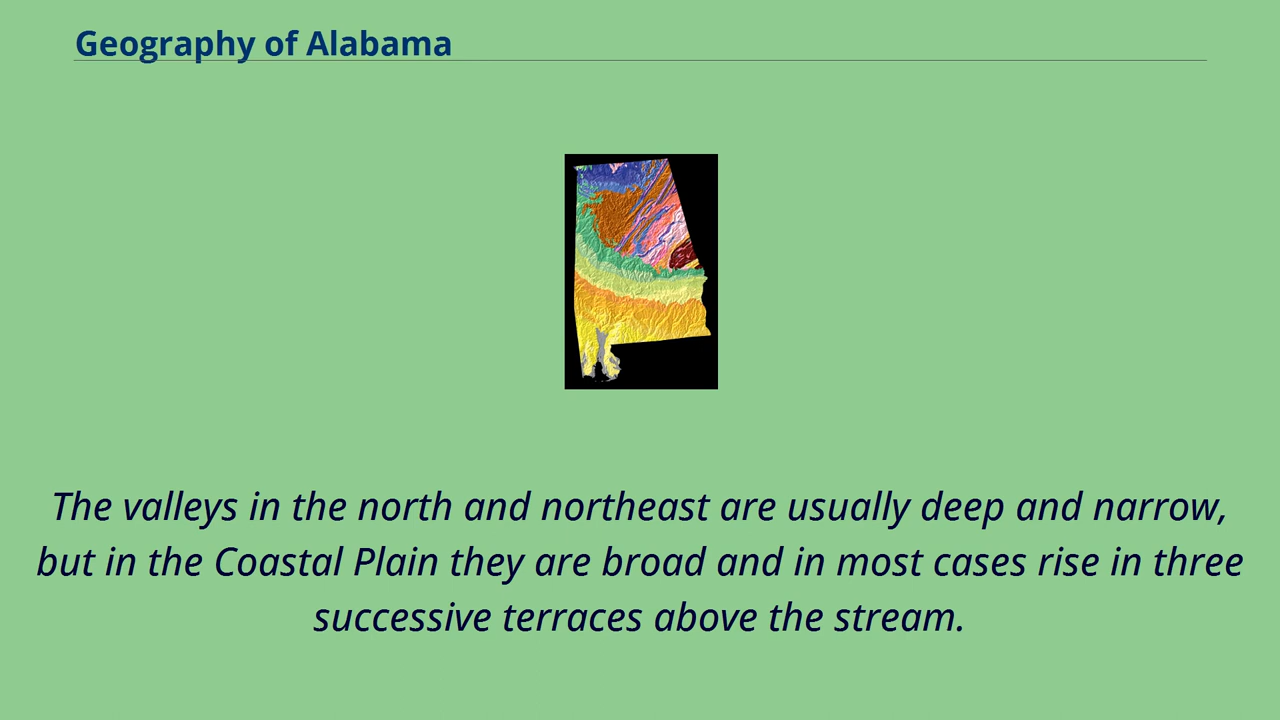 Geography of Alabama
The valleys in the north and northeast are usually deep and narrow,
but in the Coastal Plain they are broad and in most cases rise in three
successive terraces above the stream.